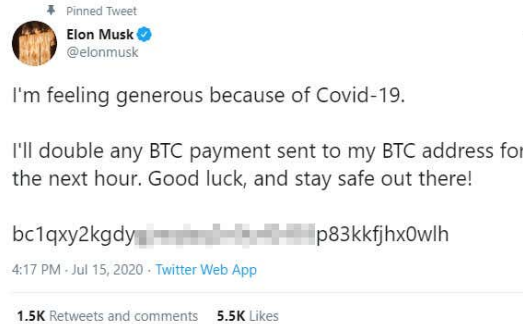 Pinned Tweet
Elon Musk
@elonmusk
I'm feeling generous because of Covid-19.
I'll double any BTC payment sent to my BTC address for
the next hour. Good luck, and stay safe out there!
bc1qxy2kgdy p83kkfjhx0wlh
4:17 PM · Jul 15, 2020 · Twitter Web App
1.5K Retweets and comments 5.5K Likes